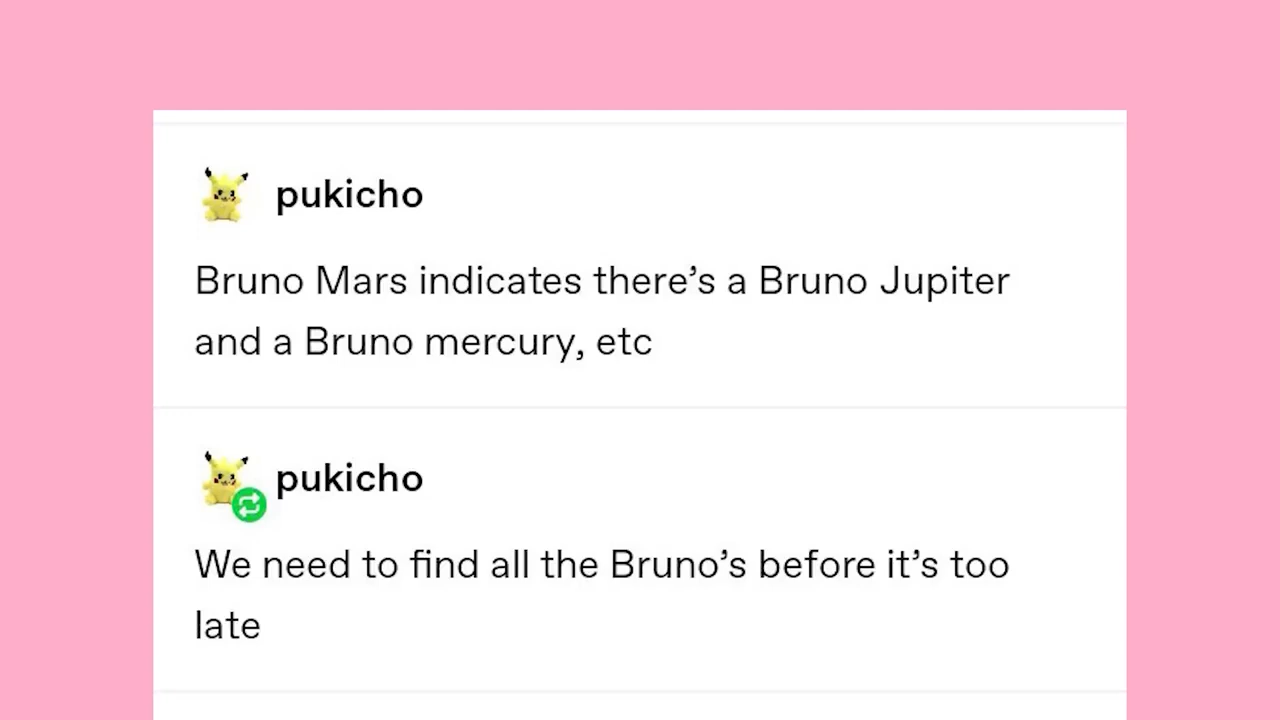 pukicho
Bruno Mars indicates there’s a Bruno Jupiter
and a Bruno mercury, etc
pukicho
We need to find all the Bruno’s before it’s too
late